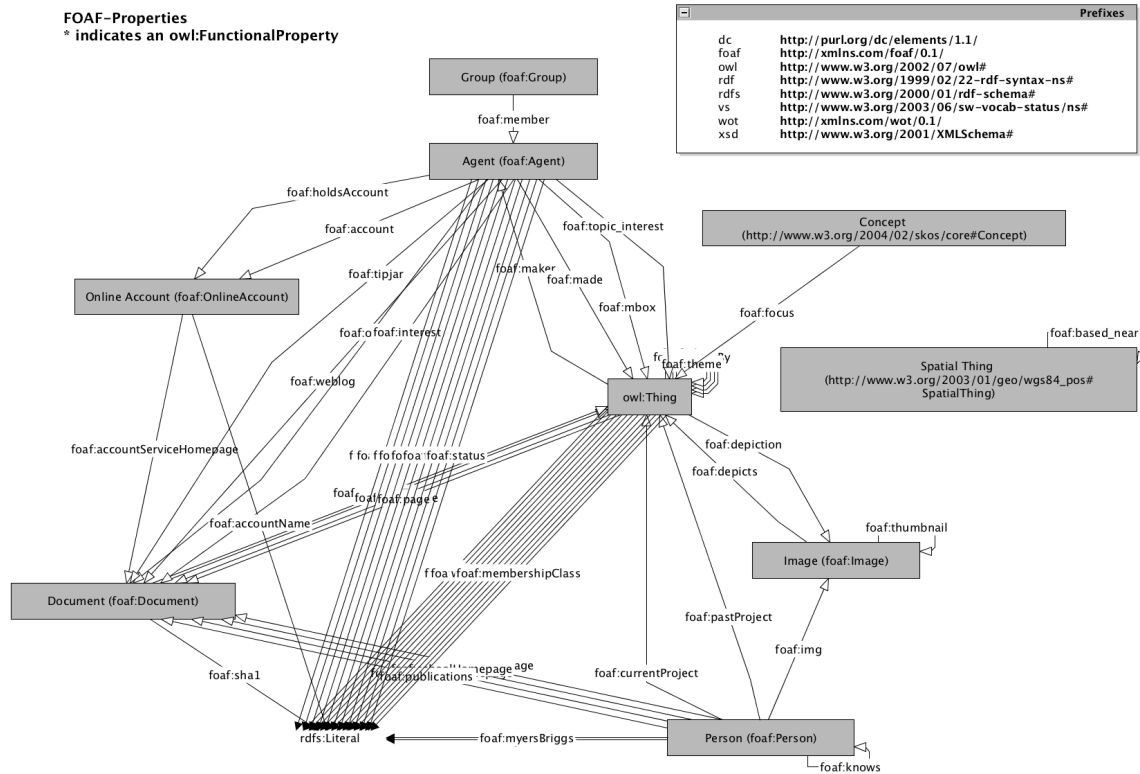 FOAF-Properties
* indicates an owl:FunctionalProperty
Prefixes
dc http://purl.org/dc/elements/1.1/
foaf http://xmlns.com/foaf/0.1/
owl http://www.w3.org/2002/07/owl#
rdf http://www.w3.org/1999/02/22-rdf-syntax-ns#
rdfs http://www.w3.org/2000/01/rdf-schema#
vs http://www.w3.org/2003/06/sw-vocab-status/ns#
wot http://xmlns.com/wot/0.1/
xsd http://www.w3.org/2001/XMLSchema#
Group (foaf:Group)
foaf:member
Agent (foaf:Agent)
foaf:holdsAccount
foaf:account
foaf:topic_interest
Concept
(http://www.w3.org/2004/02/skos/core#Concept)
foaf:tipjar
foaf:maker
foaf:made
Online Account (foaf:OnlineAccount)
foaf:mbox
foaf:focus
foaf:interest
foaf:based_near
foaf:theme
Spatial Thing
(http://www.w3.org/2003/01/geo/wgs84_pos#
SpatialThing)
foaf:weblog
owl:Thing
foaf:accountServiceHomepage
foaf:status
foaf:depiction
foaf:depicts
foaf:page
foaf:accountName
foaf:thumbnail
Image (foaf:Image)
foaf:membershipClass
Document (foaf:Document)
foaf:pastProject
foaf:img
foaf:sha1
foaf:publications
foaf:currentProject
rdfs:Literal
foaf:myersBriggs
Person (foaf:Person)
foaf:knows